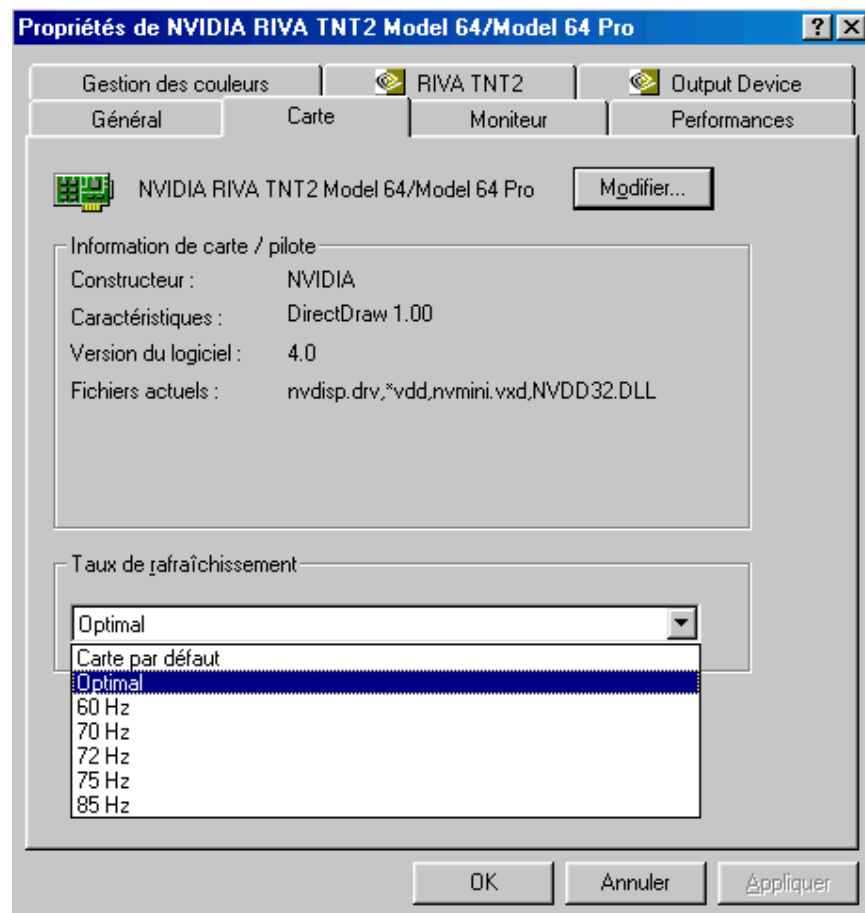 Propriétés de NVIDIA RIVA TNT2 Model 64/Model 64 Pro
Gestion des couleurs RIVA TNT2 Output Device
Général Carte Moniteur Performances
NVIDIA RIVA TNT2 Model 64/Model 64 Pro Modifier...
Information de carte / pilote
Constructeur : NVIDIA
Caractéristiques : DirectDraw 1.00
Version du logiciel : 4.0
Fichiers actuels : nvdisp.drv,*vdd,nvmini.vxd,NVDD32.DLL
Taux de rafraîchissement
Optimal
Carte par défaut
Optimal
60 Hz
70 Hz
72 Hz
75 Hz
85 Hz
OK Annuler Appliquer